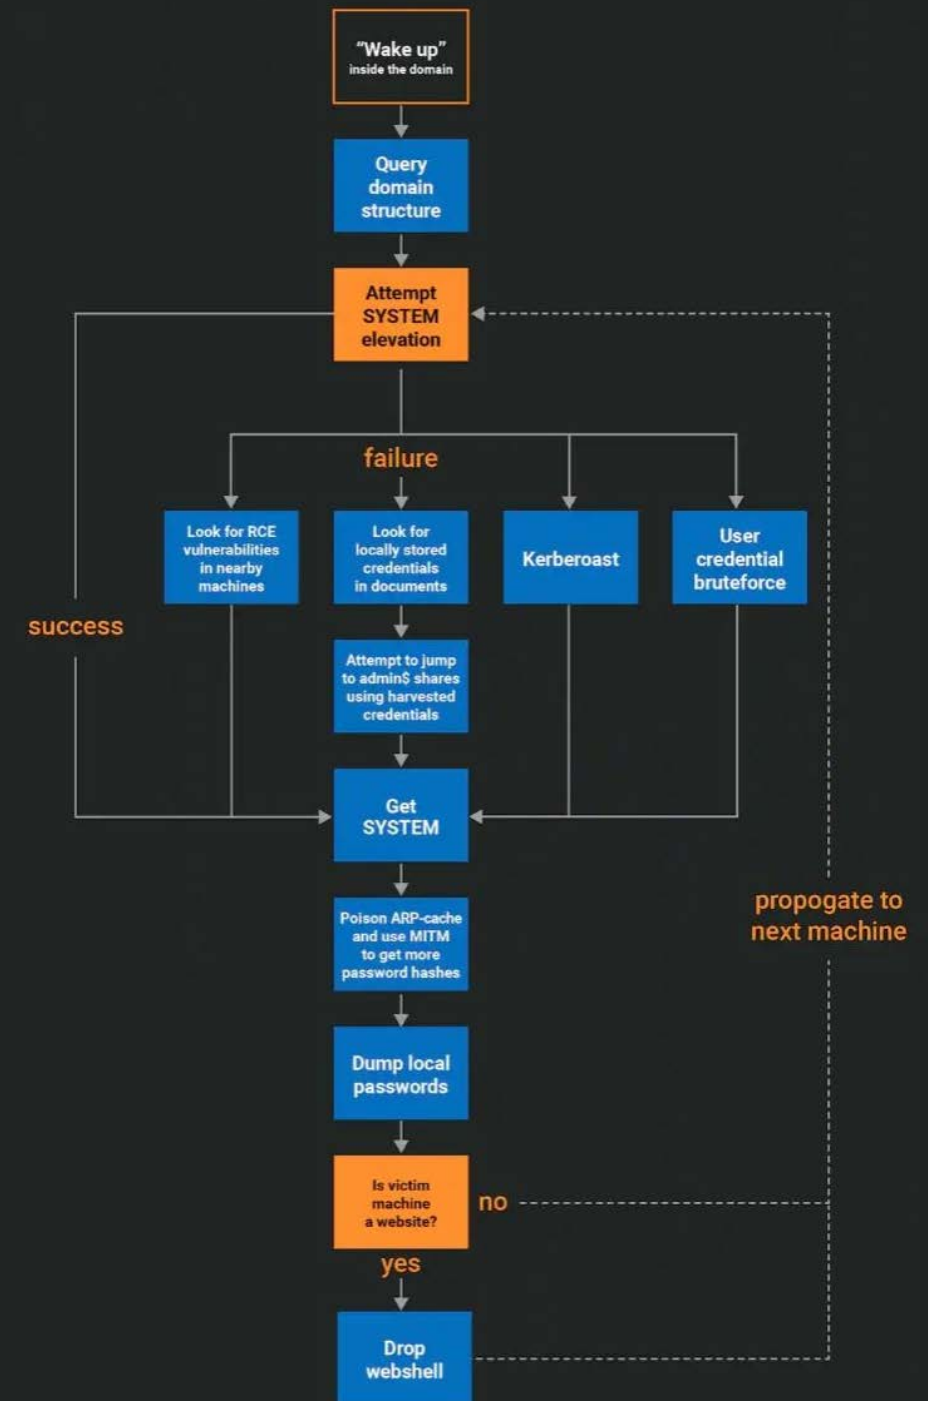 “Wake up”
inside the domain
Query
domain
structure
Attempt
SYSTEM
elevation
failure
Look for RCE
vulnerabilities
in nearby
machines
Look for
locally stored
credentials
in documents
Kerberoast
User
credential
bruteforce
success
Attempt to jump
to admin$ shares
using harvested
credentials
Get
SYSTEM
Poison ARP-cache
and use MITM
to get more
password hashes
propogate to
next machine
Dump local
passwords
Is victim
machine
a website?
no
yes
Drop
webshell